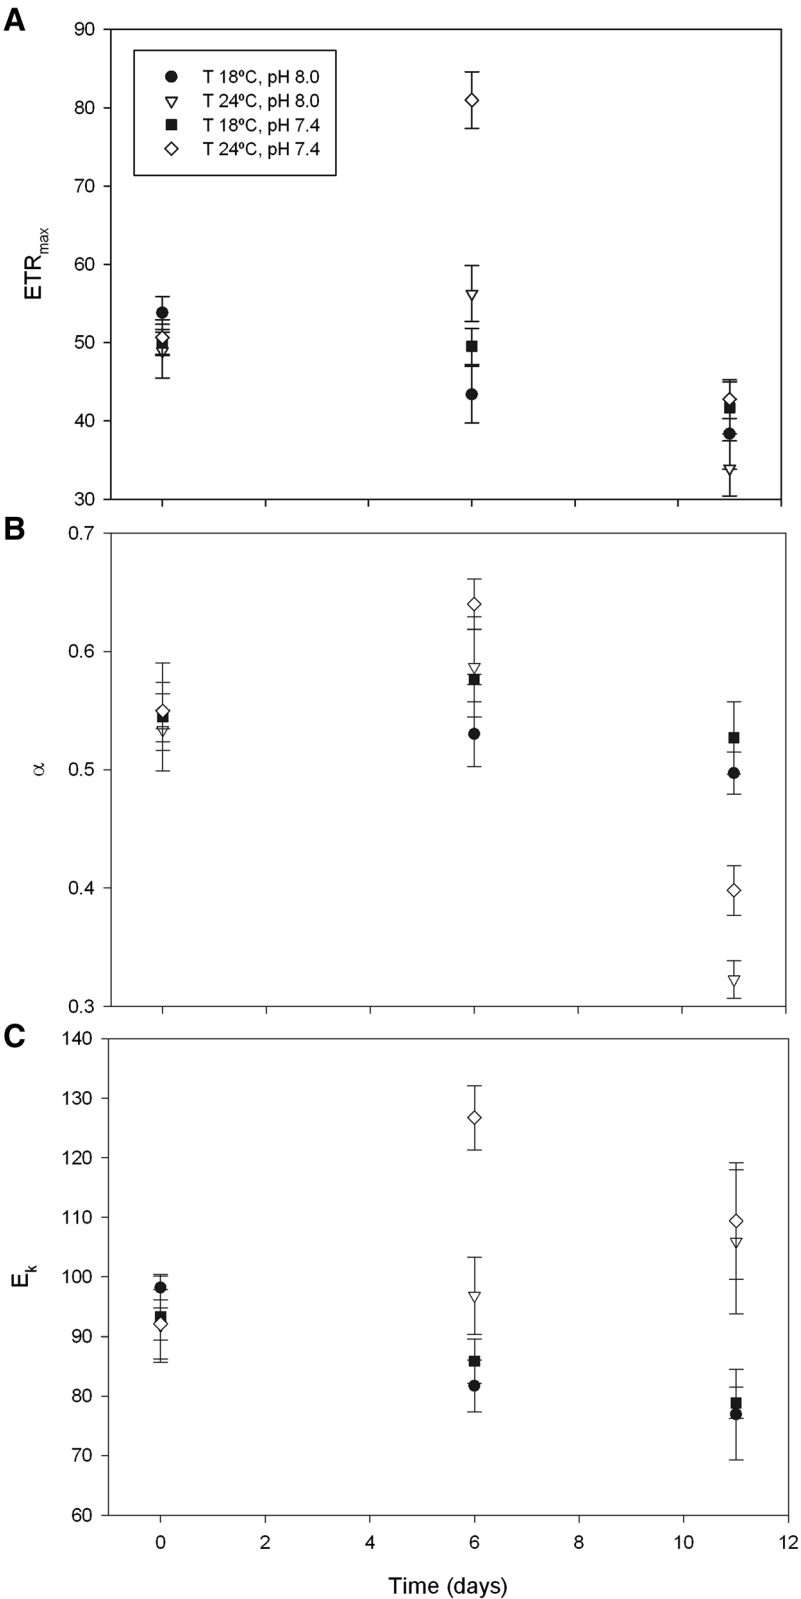 A
90
80
70
60
50
40
30
ETRmax
T 18ºC, pH 8.0
T 24ºC, pH 8.0
T 18ºC, pH 7.4
T 24ºC, pH 7.4
B
0.7
0.6
0.5
0.4
0.3
α
C
140
130
120
110
100
90
80
70
60
Ek
0 2 4 6 8 10 12
Time (days)